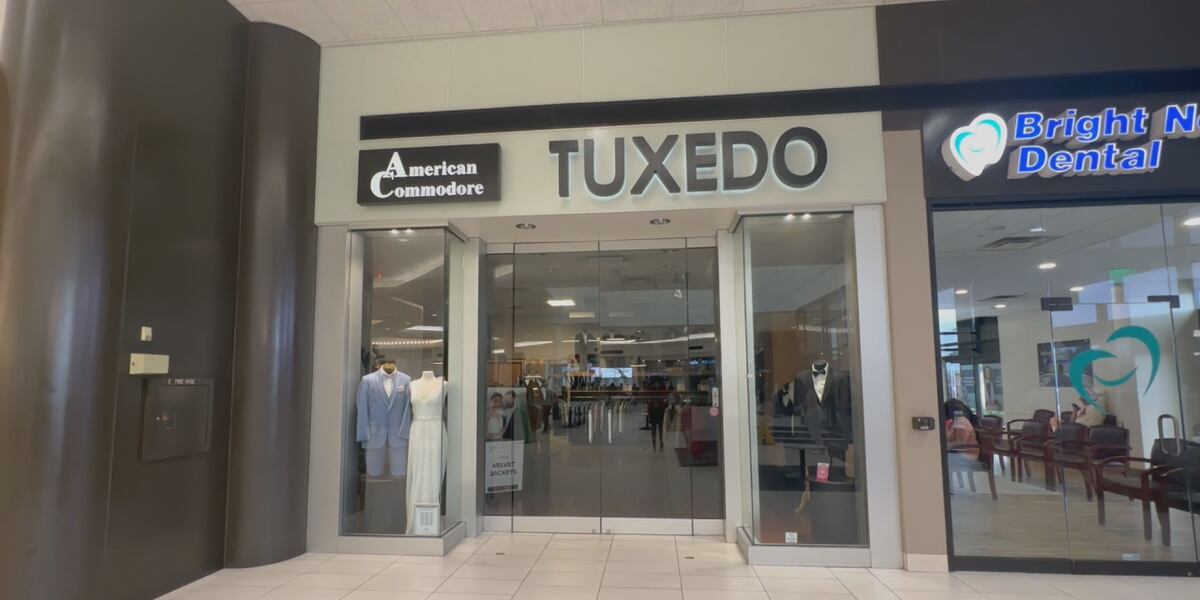 American
Commodore
TUXEDO
Bright N
Dental
FIRE HOSE
VELVET
JACKETS